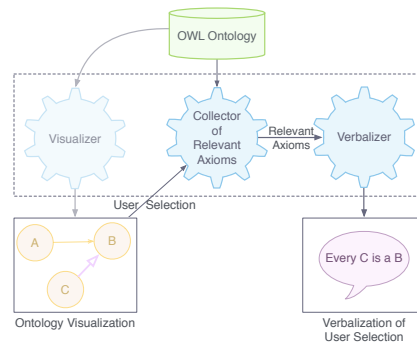 OWL Ontology
Visualizer
Collector
of
Relevant
Axioms
Relevant
Axioms
Verbalizer
User Selection
A
B
C
Every C is a B
Ontology Visualization
Verbalization of
User Selection